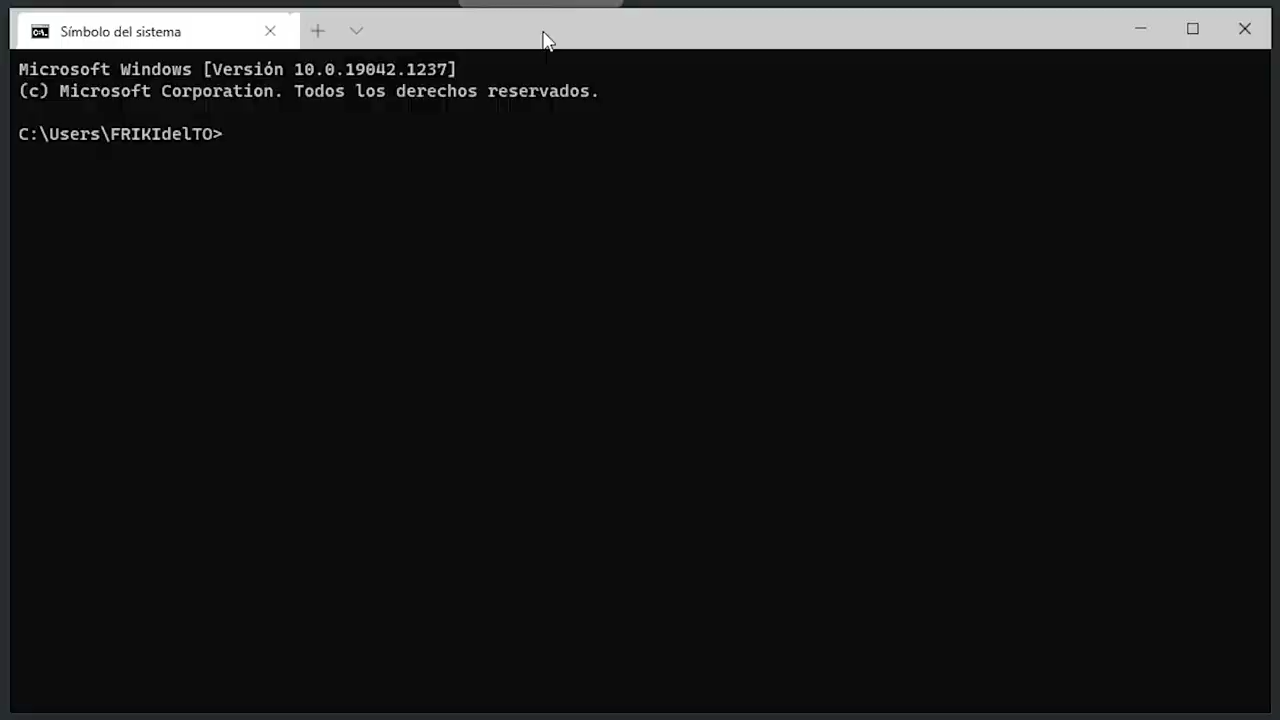 Símbolo del sistema
Microsoft Windows [Versión 10.0.19042.1237]
(c) Microsoft Corporation. Todos los derechos reservados.
C:\Users\FRIKIdelTO>